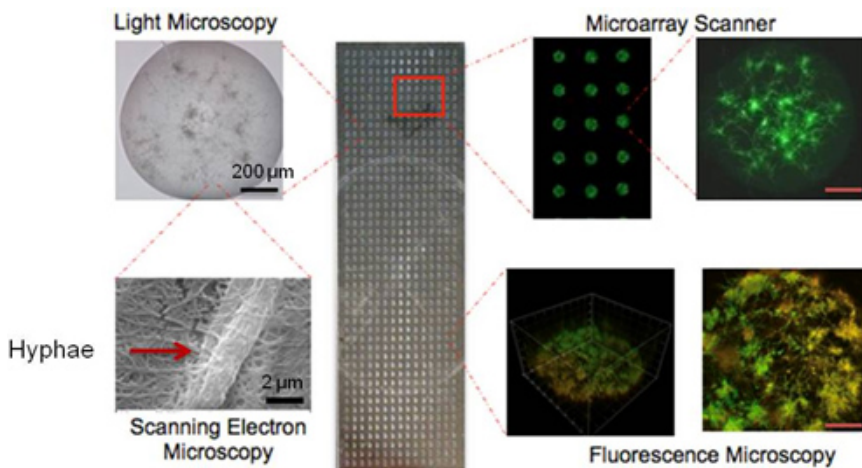 Light Microscopy
Microarray Scanner
200 µm
Hyphae
2 µm
Scanning Electron
Microscopy
Fluorescence Microscopy